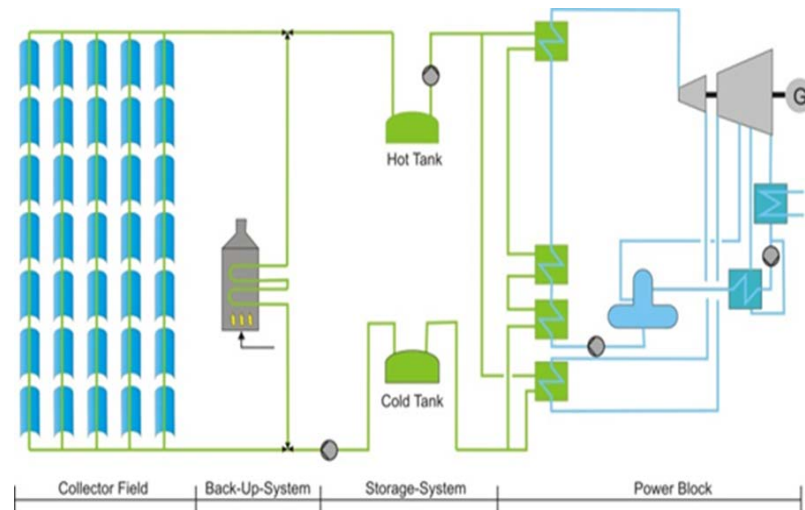 G
Hot Tank
Cold Tank
Collector Field
Back-Up-System
Storage-System
Power Block